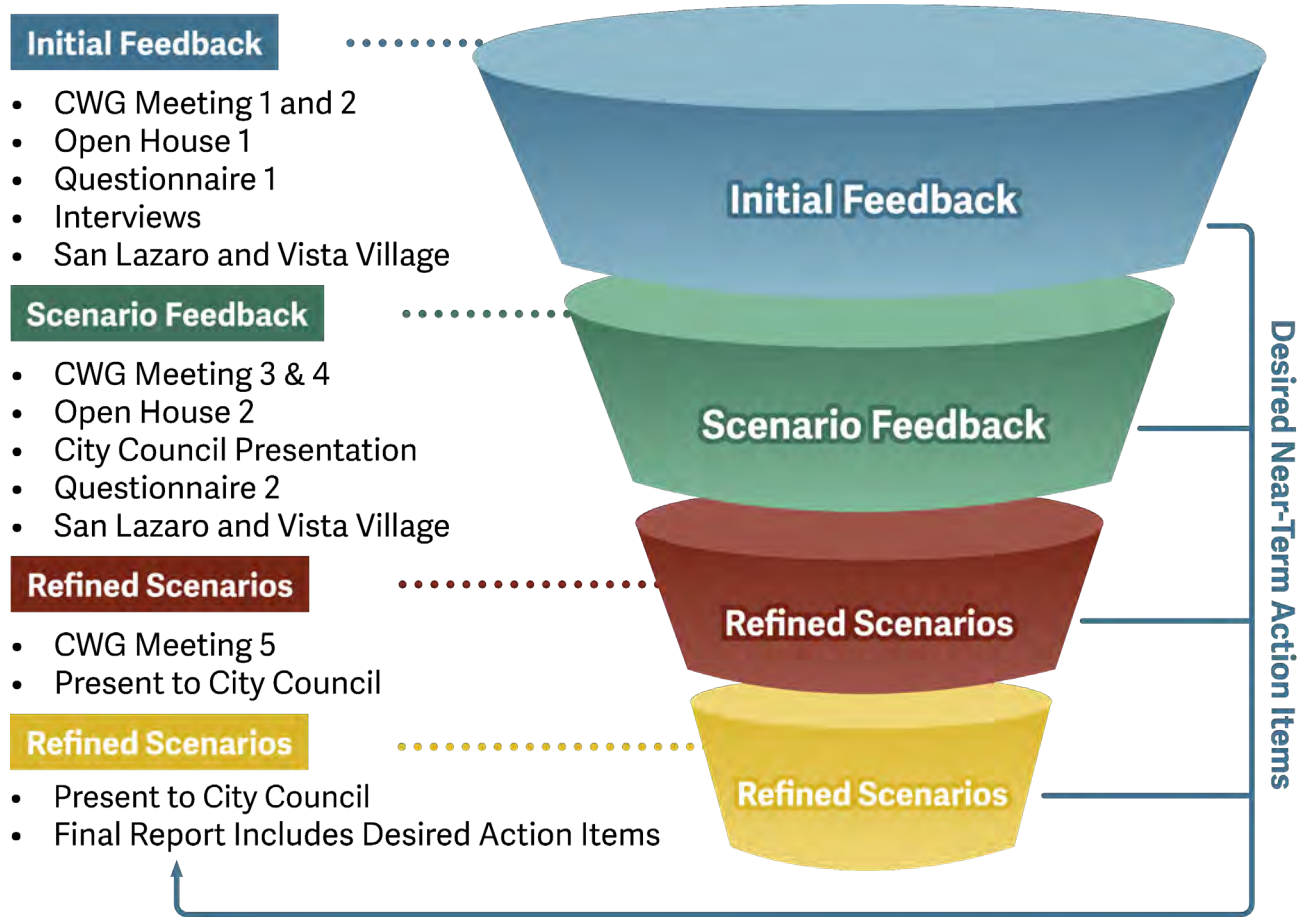 Initial Feedback
• CWG Meeting 1 and 2
• Open House 1
• Questionnaire 1
• Interviews
• San Lazaro and Vista Village
Scenario Feedback
• CWG Meeting 3 & 4
• Open House 2
• City Council Presentation
• Questionnaire 2
• San Lazaro and Vista Village
Refined Scenarios
• CWG Meeting 5
• Present to City Council
Refined Scenarios
• Present to City Council
• Final Report Includes Desired Action Items
Initial Feedback
Scenario Feedback
Refined Scenarios
Refined Scenarios
Desired Near-Term Action Items